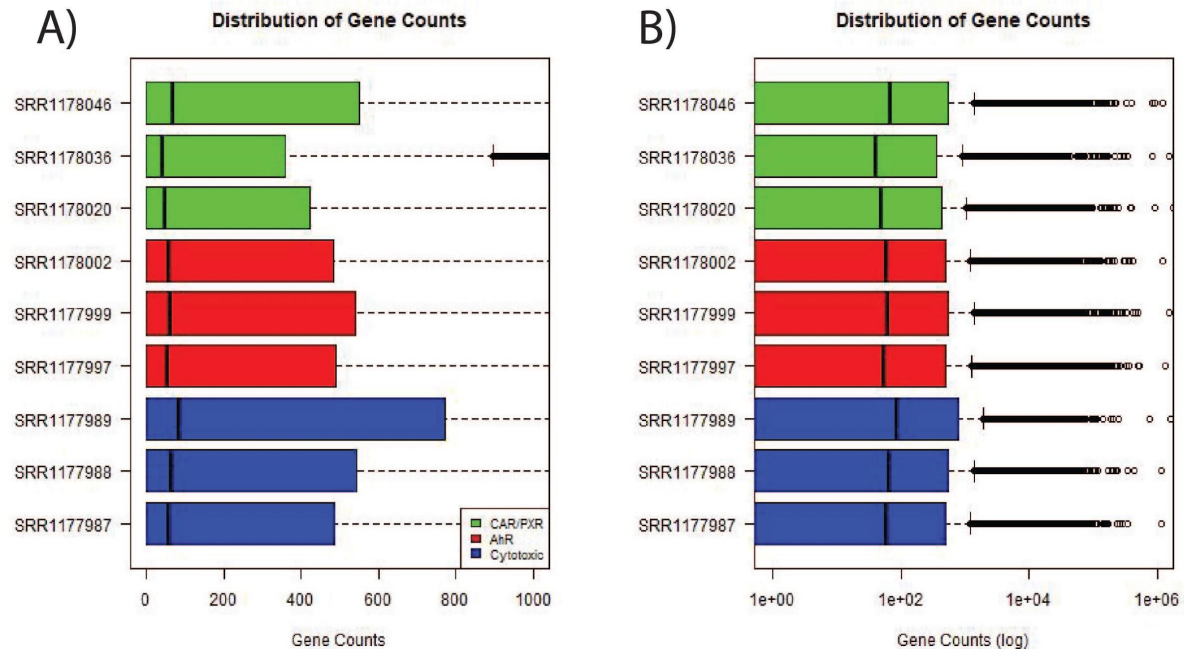 A)
Distribution of Gene Counts
SRR1178046
SRR1178036
SRR1178020
SRR1178002
SRR1177999
SRR1177997
SRR1177989
SRR1177988
SRR1177987
CAR/PXR
AhR
Cytotoxic
0 200 400 600 800 1000
Gene Counts
B)
Distribution of Gene Counts
SRR1178046
SRR1178036
SRR1178020
SRR1178002
SRR1177999
SRR1177997
SRR1177989
SRR1177988
SRR1177987
1e+00 1e+02 1e+04 1e+06
Gene Counts (log)